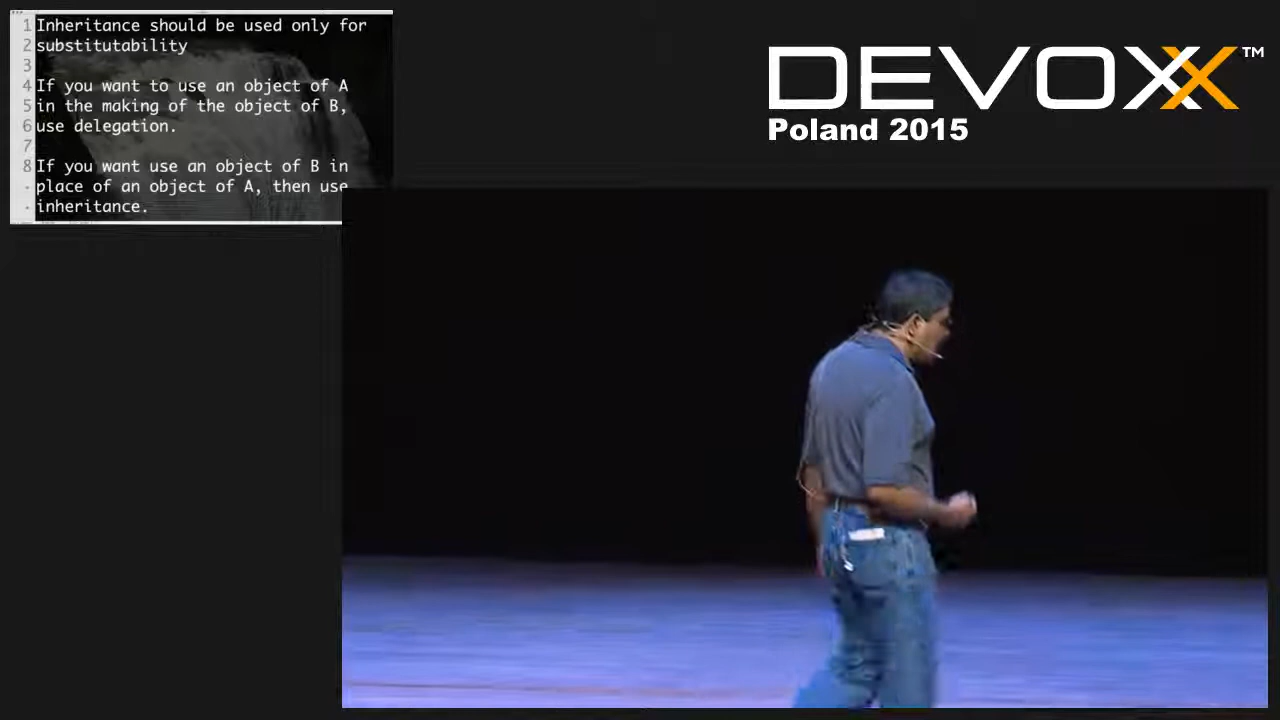 1 Inheritance should be used only for
2 substitutability
3
4 If you want to use an object of A
5 in the making of the object of B,
6 use delegation.
7
8 If you want use an object of B in
- place of an object of A, then use
- inheritance.
DEVOXX™
Poland 2015